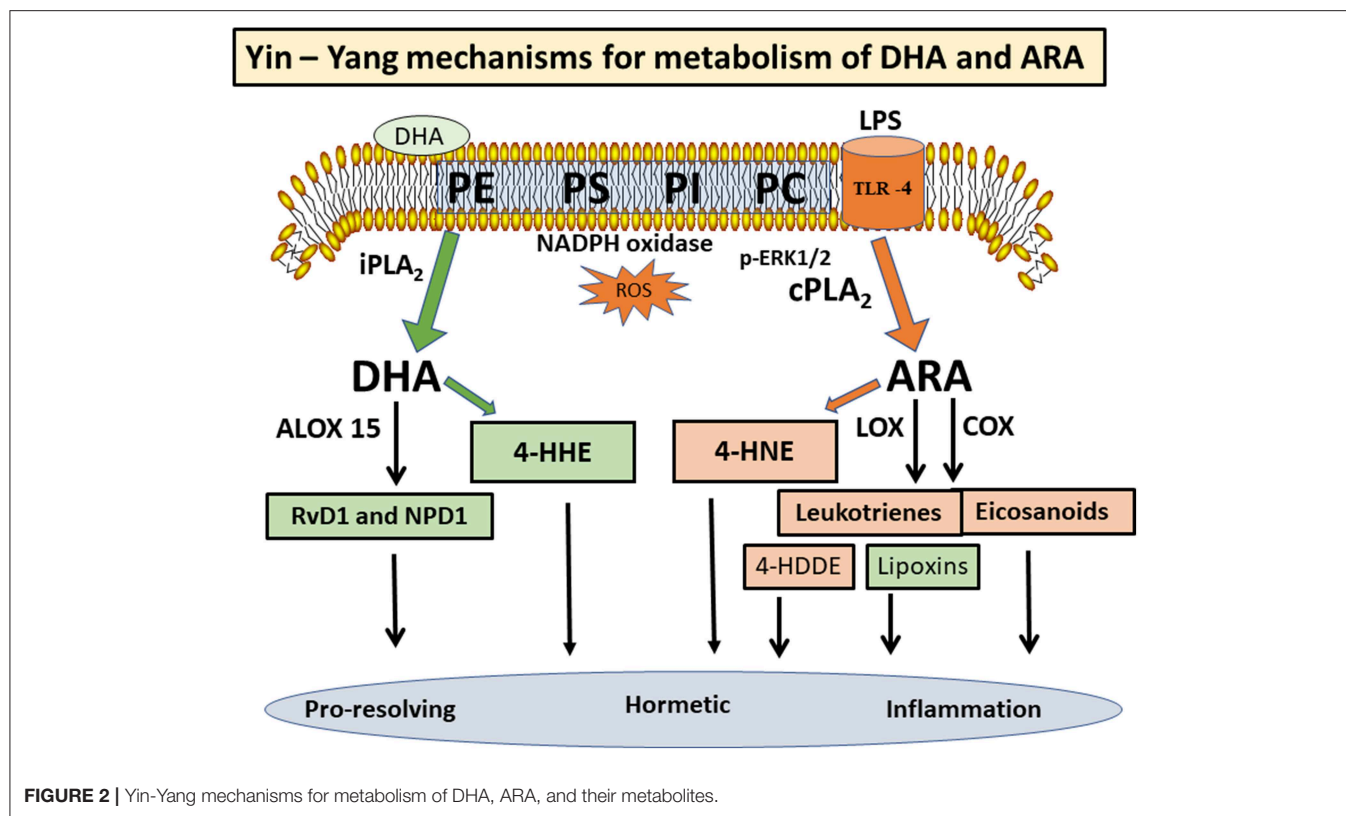 Yin – Yang mechanisms for metabolism of DHA and ARA
LPS
DHA
PE PS PI PC
TLR -4
NADPH oxidase
p-ERK1/2
iPLA2
cPLA2
ROS
DHA
ARA
ALOX 15
LOX
COX
4-HHE
4-HNE
RvD1 and NPD1
Leukotrienes
Eicosanoids
4-HDDE
Lipoxins
Pro-resolving
Hormetic
Inflammation
FIGURE 2 | Yin-Yang mechanisms for metabolism of DHA, ARA, and their metabolites.